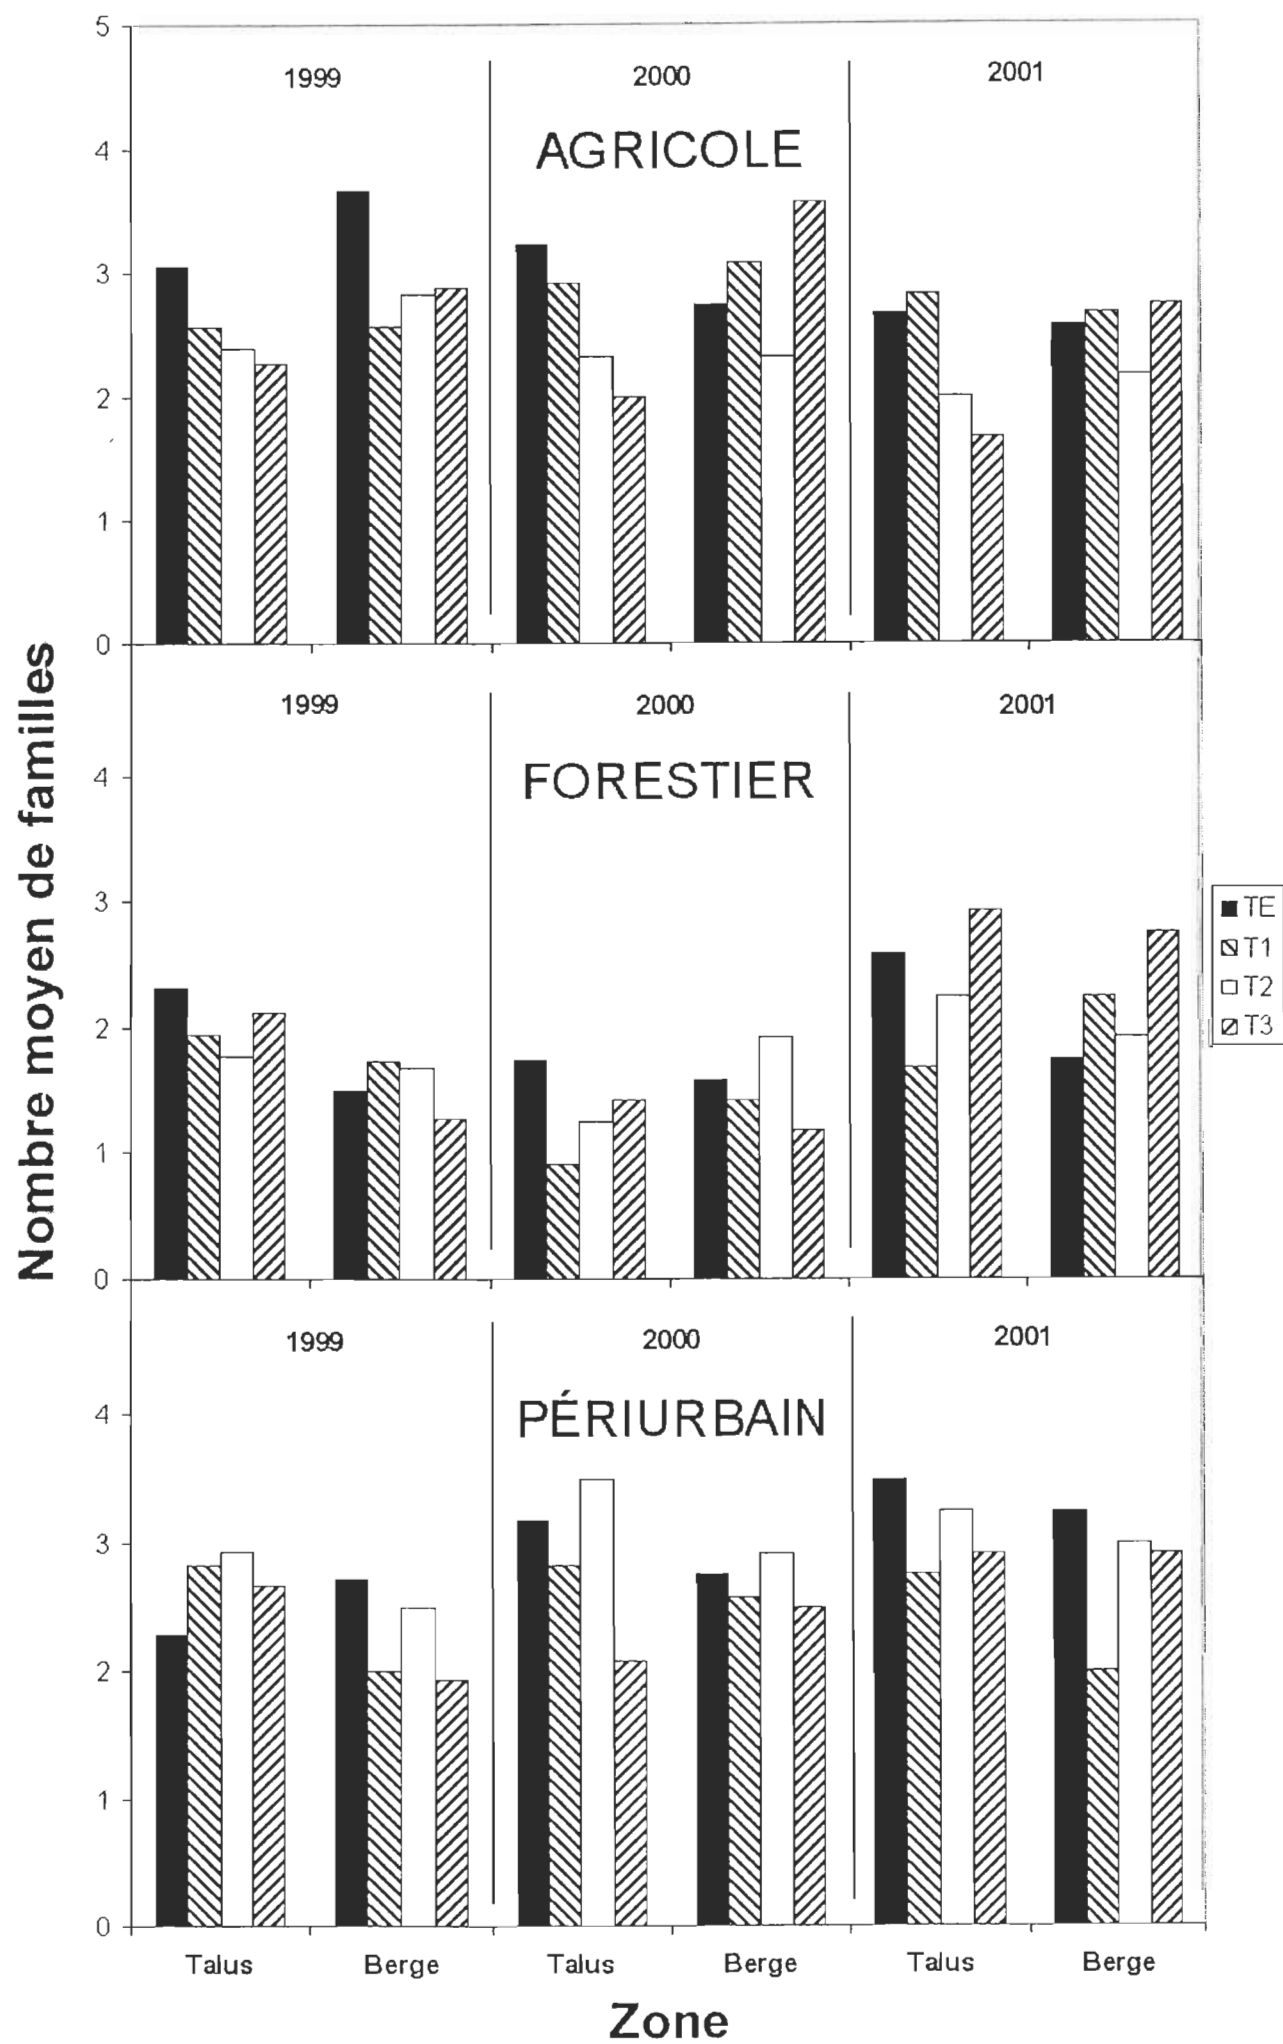 Nombre moyen de familles
5
1999 2000 2001
4
AGRICOLE
3
2
1
0
1999 2000 2001
4
FORESTIER
3
2
1
0
TE
T1
T2
T3
1999 2000 2001
4
PÉRIURBAIN
3
2
1
0
Talus Berge Talus Berge Talus Berge
Zone